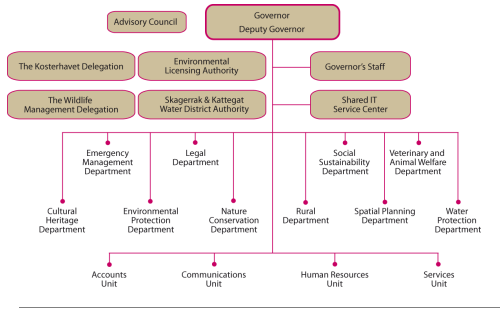 Advisory Council
Governor
Deputy Governor
The Kosterhavet Delegation
Environmental
Licensing Authority
Governor's Staff
The Wildlife
Management Delegation
Skagerrak & Kattegat
Water District Authority
Shared IT
Service Center
Emergency
Management
Department
Legal
Department
Social
Sustainability
Department
Veterinary and
Animal Welfare
Department
Cultural
Heritage
Department
Environmental
Protection
Department
Nature
Conservation
Department
Rural
Department
Spatial Planning
Department
Water
Protection
Department
Accounts
Unit
Communications
Unit
Human Resources
Unit
Services
Unit